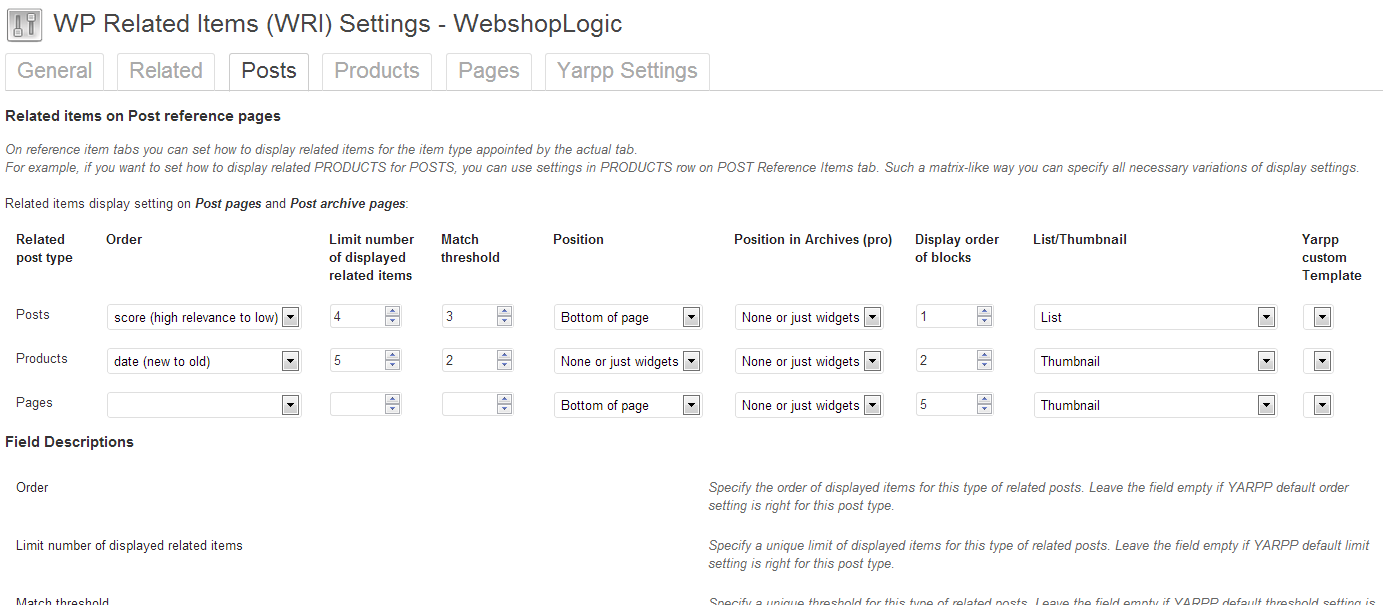 WP Related Items (WRI) Settings - WebshopLogic
General Related Posts Products Pages Yarpp Settings
Related items on Post reference pages
On reference item tabs you can set how to display related items for the item type appointed by the actual tab.
For example, if you want to set how to display related PRODUCTS for POSTS, you can use settings in PRODUCTS row on POST Reference Items tab. Such a matrix-like way you can specify all necessary variations of display settings.
Related items display setting on Post pages and Post archive pages:
Related Order Limit number Match Position Position in Archives (pro) Display order List/Thumbnail Yarpp
post type of displayed threshold of blocks custom
related items Template
Posts score (high relevance to low) 4 3 Bottom of page None or just widgets 1 List
Products date (new to old) 5 2 None or just widgets None or just widgets 2 Thumbnail
Pages Bottom of page None or just widgets 5 Thumbnail
Field Descriptions
Order Specify the order of displayed items for this type of related posts. Leave the field empty if YARPP default order
setting is right for this post type.
Limit number of displayed related items Specify a unique limit of displayed items for this type of related posts. Leave the field empty if YARPP default limit
setting is right for this post type.
Match threshold Specify a unique threshold for this type of related posts. Leave the field empty if YARPP default threshold setting is